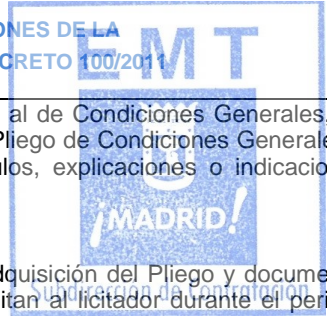 ONES DE LA
CRETO 100/2011
EMT
al de Condiciones Generales,
Pliego de Condiciones Generale
los, explicaciones o indicacio
¡MADRID!
dquisición del Pliego y docume
Subdirección de Contratación
itan al licitador durante el peri